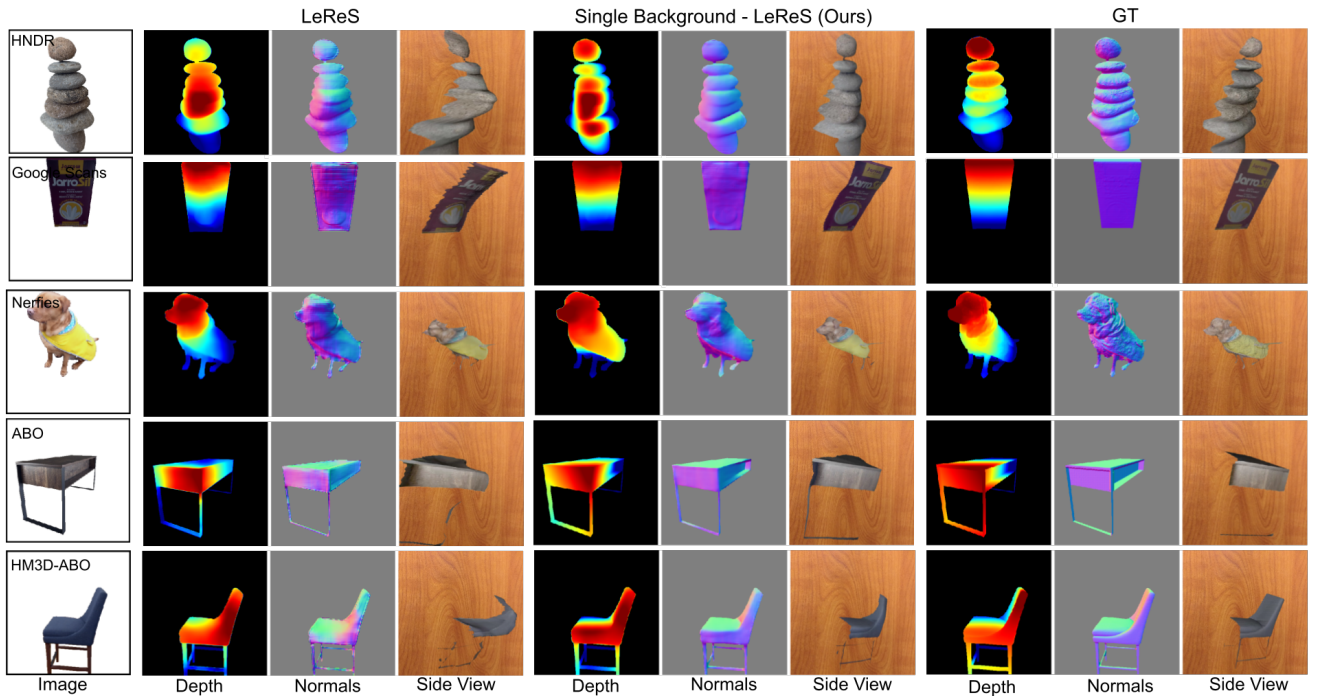 LeReS
Single Background - LeReS (Ours)
GT
HNDR
Google Scans
JarroSil
Nerfies
ABO
HM3D-ABO
Image
Depth
Normals
Side View
Depth
Normals
Side View
Depth
Normals
Side View